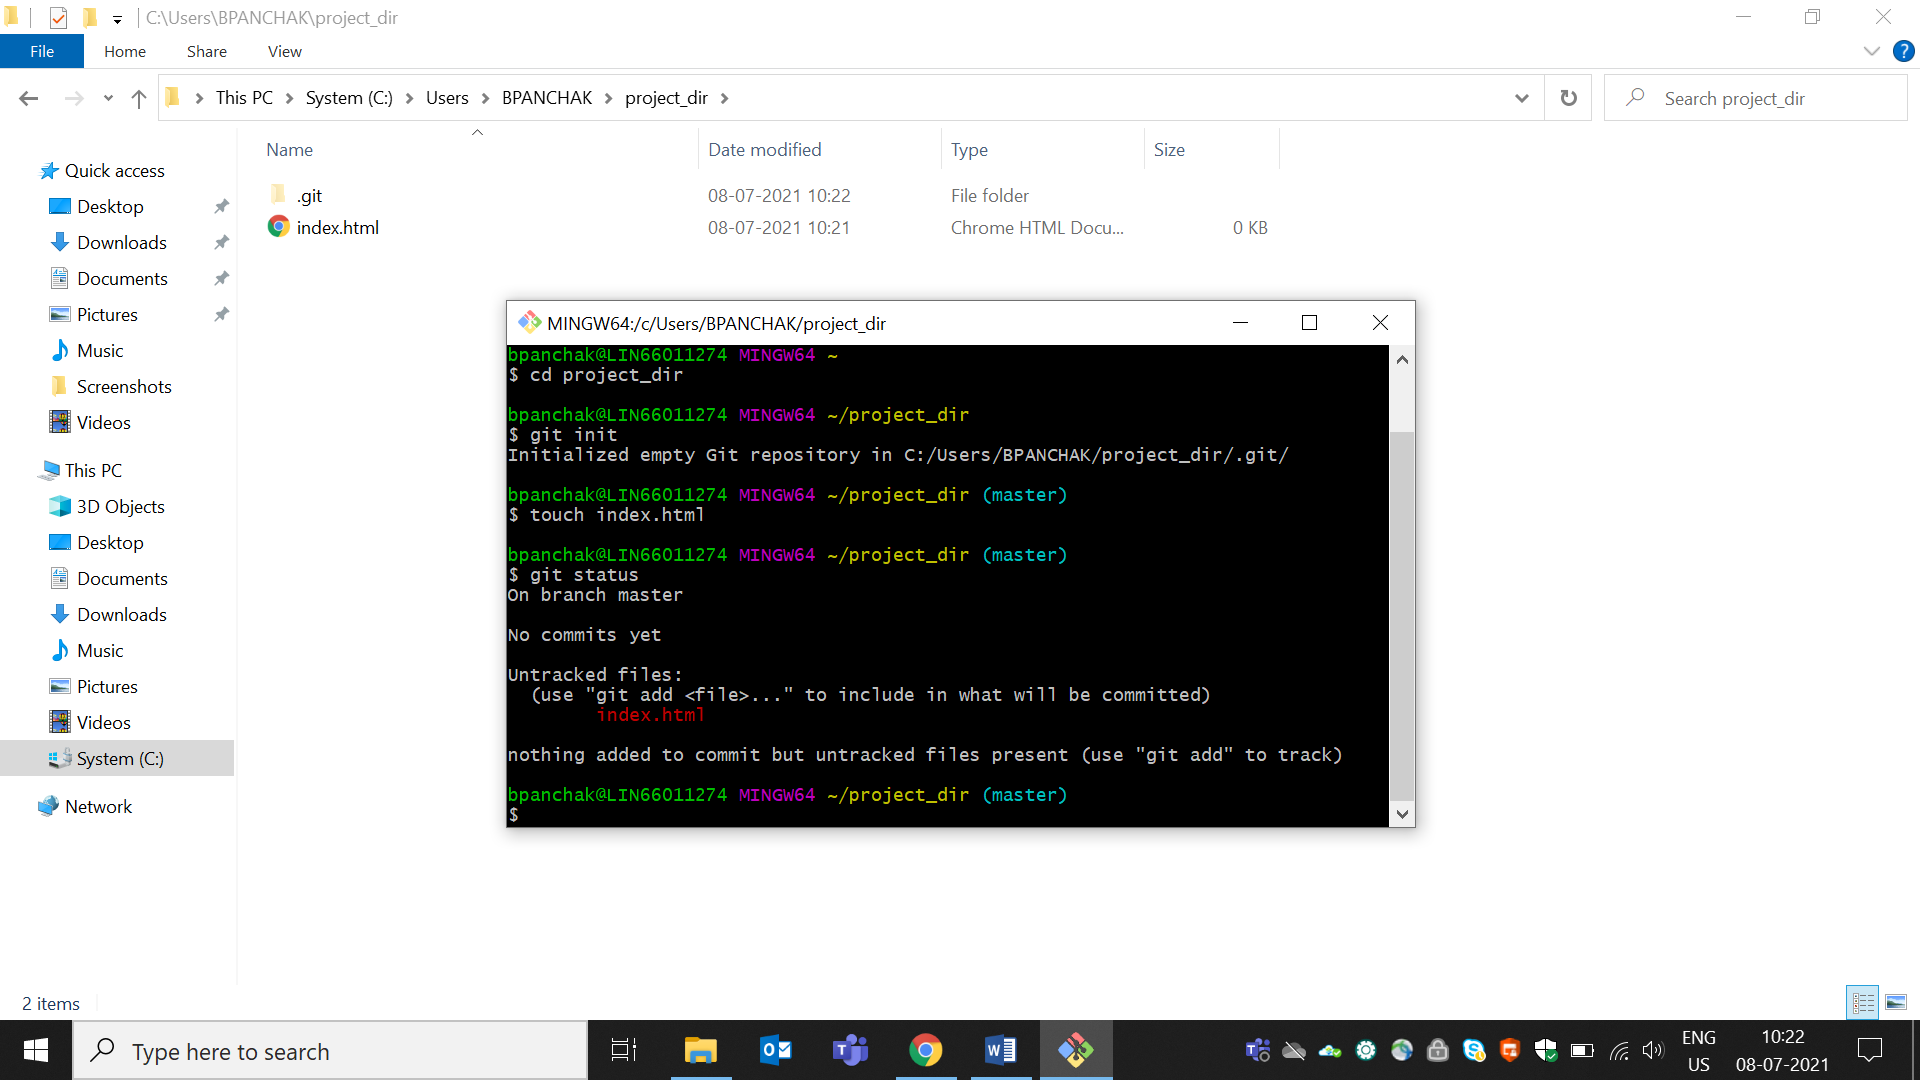 C:\Users\BPANCHAK\project_dir
File Home Share View
This PC System (C:) Users BPANCHAK project_dir
Search project_dir
Name Date modified Type Size
.git 08-07-2021 10:22 File folder
index.html 08-07-2021 10:21 Chrome HTML Docu... 0 KB
Quick access
Desktop
Downloads
Documents
Pictures
Music
Screenshots
Videos
This PC
3D Objects
Desktop
Documents
Downloads
Music
Pictures
Videos
System (C:)
Network
MINGW64:/c/Users/BPANCHAK/project_dir
bpanchak@LIN66011274 MINGW64 ~
$ cd project_dir
bpanchak@LIN66011274 MINGW64 ~/project_dir
$ git init
Initialized empty Git repository in C:/Users/BPANCHAK/project_dir/.git/
bpanchak@LIN66011274 MINGW64 ~/project_dir (master)
$ touch index.html
bpanchak@LIN66011274 MINGW64 ~/project_dir (master)
$ git status
On branch master
No commits yet
Untracked files:
(use "git add <file>..." to include in what will be committed)
index.html
nothing added to commit but untracked files present (use "git add" to track)
bpanchak@LIN66011274 MINGW64 ~/project_dir (master)
$
2 items
Type here to search
ENG
US
10:22
08-07-2021